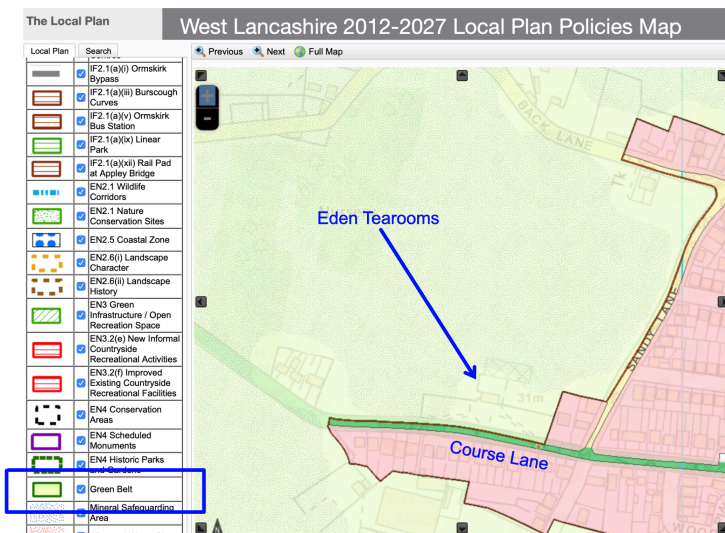 The Local Plan
West Lancashire 2012-2027 Local Plan Policies Map
Local Plan
Search
Previous
Next
Full Map
IF2.1(a)(i) Ormskirk
Bypass
IF2.1(a)(iii) Burscough
Curves
IF2.1(a)(v) Ormskirk
Bus Station
IF2.1(a)(ix) Linear
Park
IF2.1(a)(xii) Rail Pad
at Appley Bridge
EN2.1 Wildlife
Corridors
EN2.1 Nature
Conservation Sites
EN2.5 Coastal Zone
EN2.6(i) Landscape
Character
EN2.6(ii) Landscape
History
EN3 Green
Infrastructure / Open
Recreation Space
EN3.2(e) New Informal
Countryside
Recreational Activities
EN3.2(f) Improved
Existing Countryside
Recreational Facilities
EN4 Conservation
Areas
EN4 Scheduled
Monuments
EN4 Historic Parks
and Gardens
Green Belt
Mineral Safeguarding
Area
BACK LANE
Tk
Eden Tearooms
SANDY LANE
31m
Course Lane
N